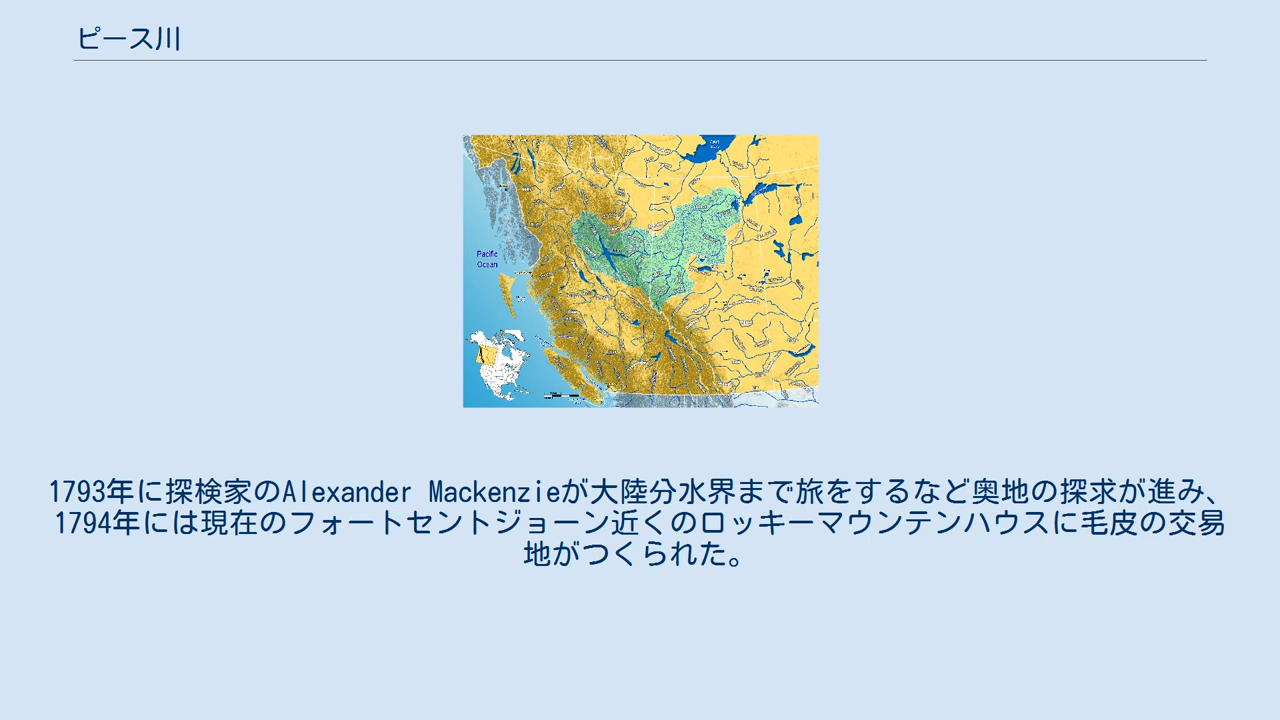 ピース川
Pacific
Ocean
1793年に探検家のAlexander Mackenzieが大陸分水界まで旅をするなど奥地の探求が進み、
1794年には現在のフォートセントジョーン近くのロッキーマウンテンハウスに毛皮の交易
地がつくられた。